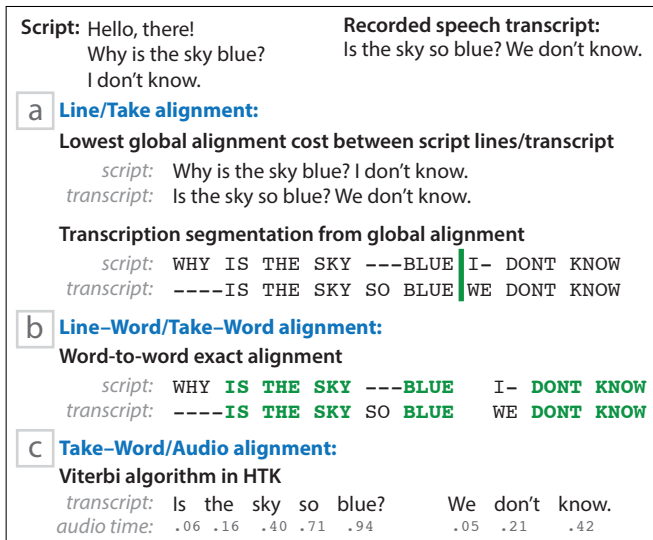 Script: Hello, there!
Why is the sky blue?
I don't know.
Recorded speech transcript:
Is the sky so blue? We don't know.
a Line/Take alignment:
Lowest global alignment cost between script lines/transcript
script: Why is the sky blue? I don't know.
transcript: Is the sky so blue? We don't know.
Transcription segmentation from global alignment
script: WHY IS THE SKY ---BLUE I- DONT KNOW
transcript: ----IS THE SKY SO BLUE WE DONT KNOW
b Line–Word/Take–Word alignment:
Word-to-word exact alignment
script: WHY IS THE SKY ---BLUE I- DONT KNOW
transcript: ----IS THE SKY SO BLUE WE DONT KNOW
c Take–Word/Audio alignment:
Viterbi algorithm in HTK
transcript: Is the sky so blue? We don't know.
audio time: .06 .16 .40 .71 .94 .05 .21 .42